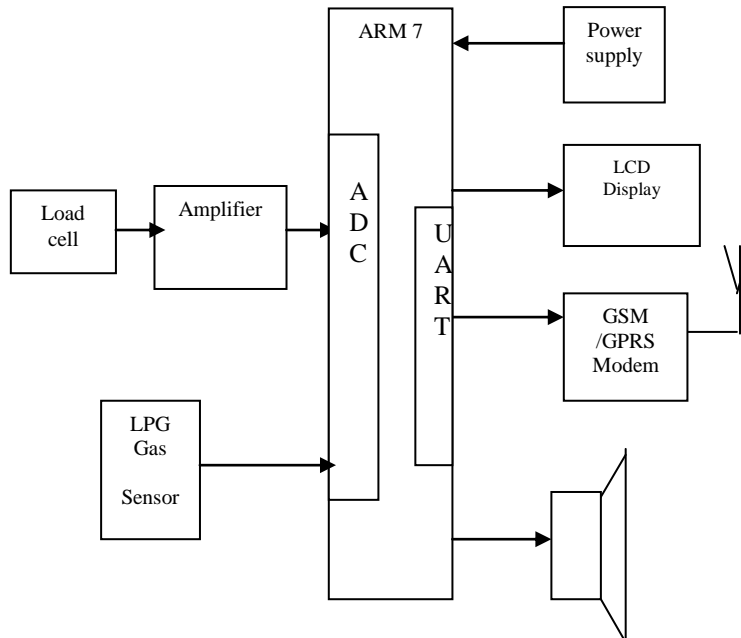 ARM 7
Power
supply
LCD
Display
A
D
C
U
A
R
T
Load
cell
Amplifier
GSM
/GPRS
Modem
LPG
Gas
Sensor